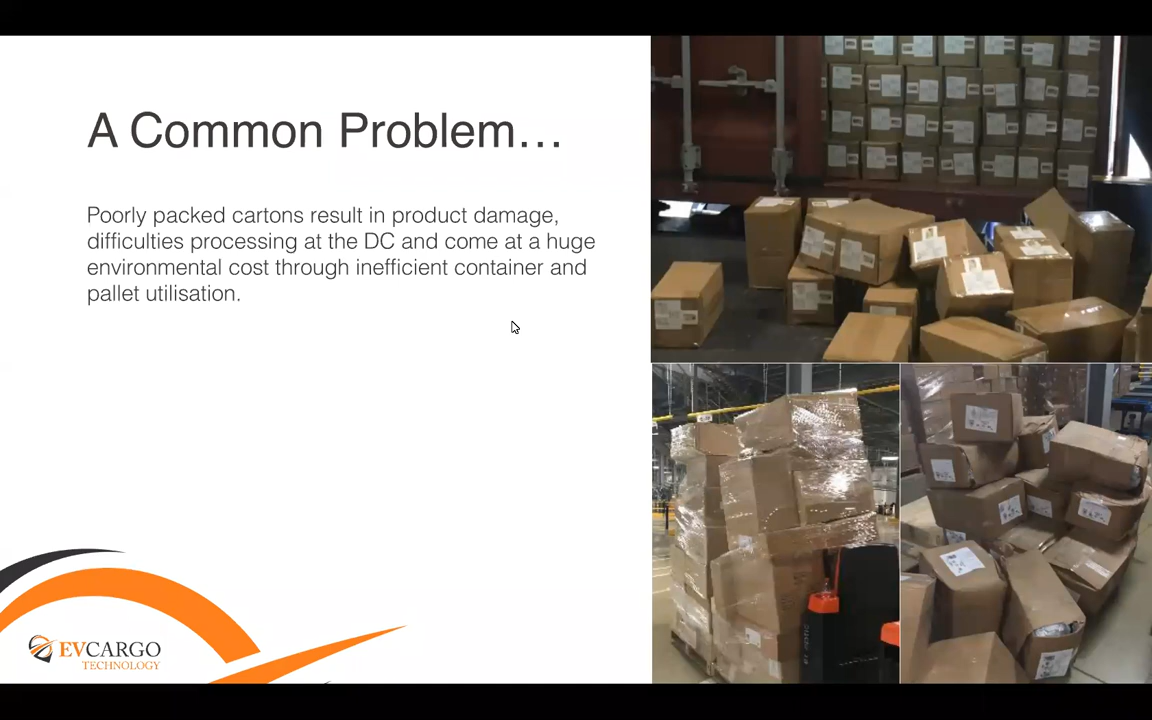 A Common Problem…
Poorly packed cartons result in product damage,
difficulties processing at the DC and come at a huge
environmental cost through inefficient container and
pallet utilisation.
EVCARGO
TECHNOLOGY